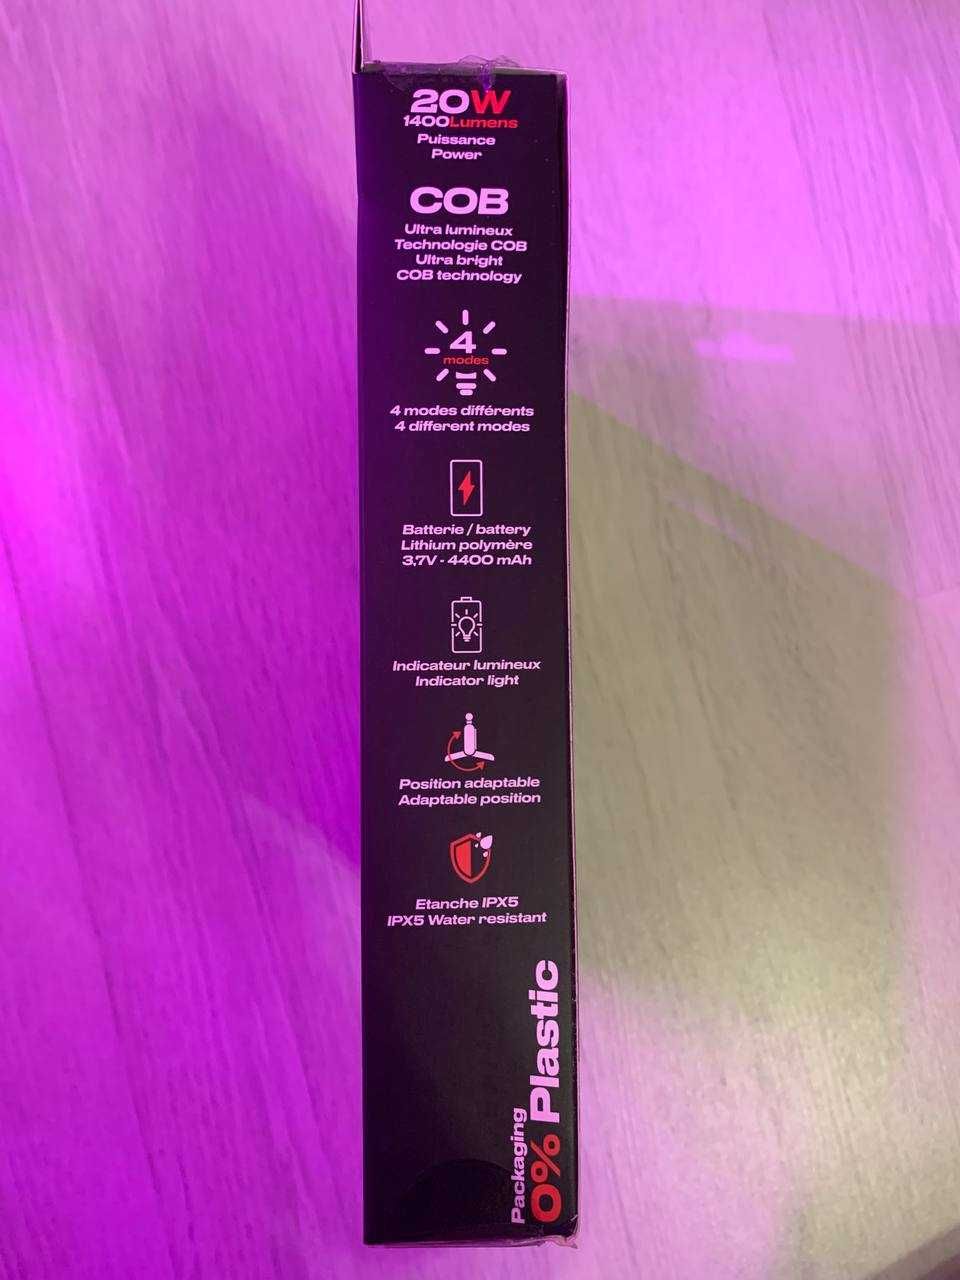 20W
1400Lumens
Puissance
Power
COB
Ultra lumineux
Technologie COB
Ultra bright
COB technology
4
modes
4 modes différents
4 different modes
Batterie / battery
Lithium polymère
3,7V - 4400 mAh
Indicateur lumineux
Indicator light
Position adaptable
Adaptable position
Etanche IPX5
IPX5 Water resistant
Packaging
0% Plastic